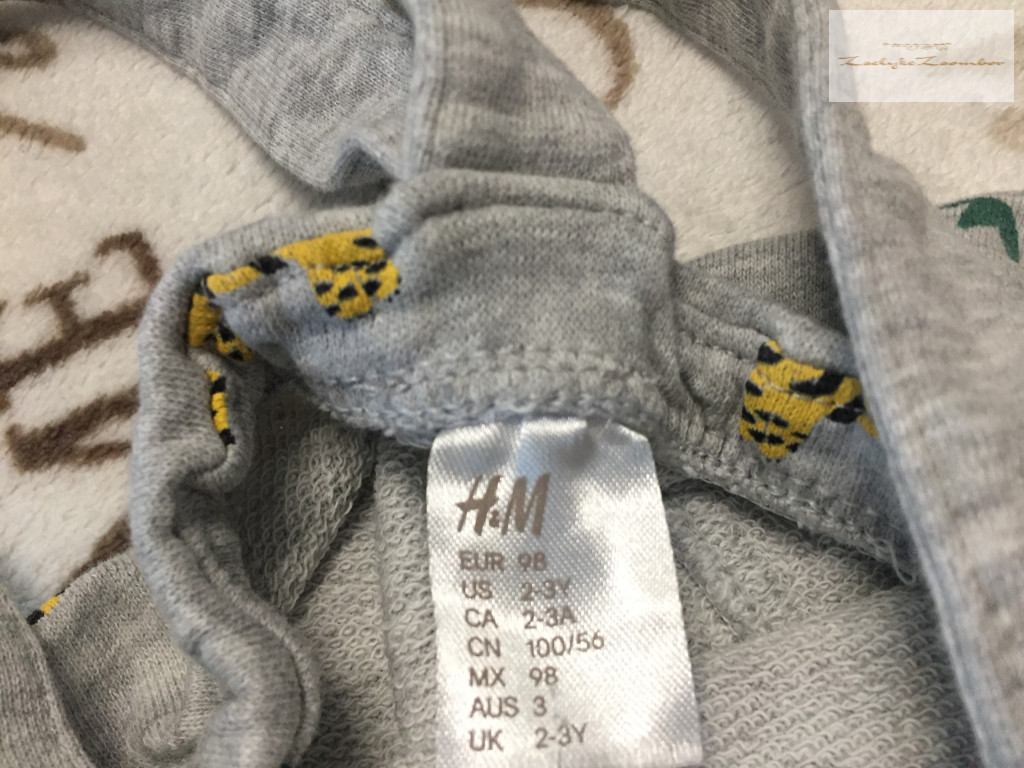 H&M
EUR 98
US 2-3Y
CA 2-3A
CN 100/56
MX 98
AUS 3
UK 2-3Y